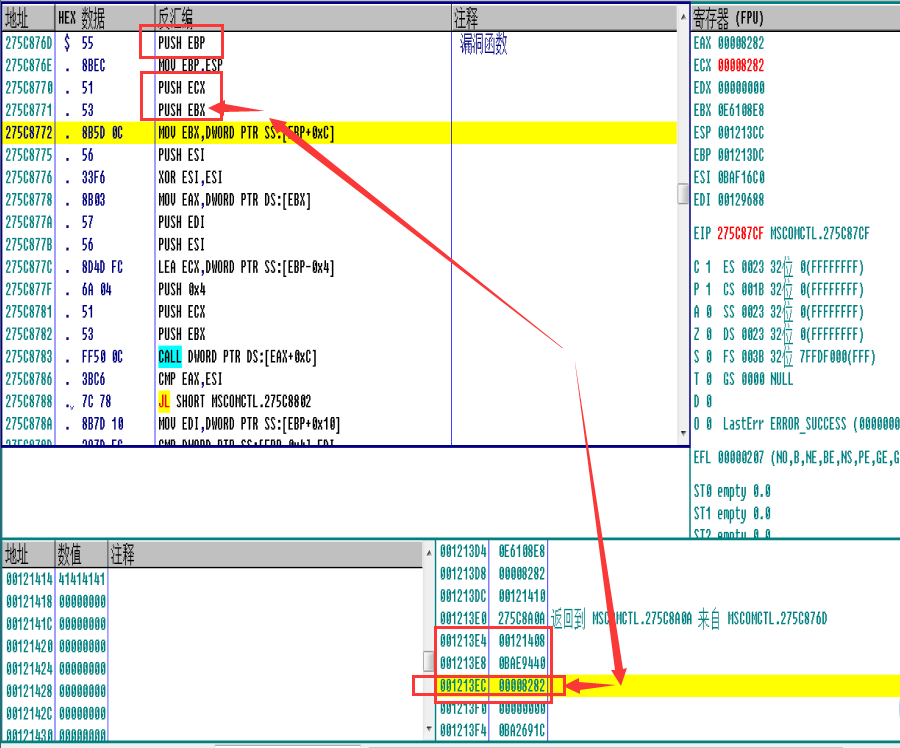 地址 HEX 数据 反汇编 注释
275C876D $ 55 PUSH EBP 漏洞函数
275C876E . 8BEC MOV EBP,ESP
275C8770 . 51 PUSH ECX
275C8771 . 53 PUSH EBX
275C8772 . 8B5D 0C MOV EBX,DWORD PTR SS:[EBP+0xC]
275C8775 . 56 PUSH ESI
275C8776 . 33F6 XOR ESI,ESI
275C8778 . 8B03 MOV EAX,DWORD PTR DS:[EBX]
275C877A . 57 PUSH EDI
275C877B . 56 PUSH ESI
275C877C . 8D4D FC LEA ECX,DWORD PTR SS:[EBP-0x4]
275C877F . 6A 04 PUSH 0x4
275C8781 . 51 PUSH ECX
275C8782 . 53 PUSH EBX
275C8783 . FF50 0C CALL DWORD PTR DS:[EAX+0xC]
275C8786 . 3BC6 CMP EAX,ESI
275C8788 .˅ 7C 78 JL SHORT MSCOMCTL.275C8802
275C878A . 8B7D 10 MOV EDI,DWORD PTR SS:[EBP+0x10]
寄存器 (FPU)
EAX 00008282
ECX 00008282
EDX 00000000
EBX 0E6108E8
ESP 001213CC
EBP 001213DC
ESI 0BAF16C0
EDI 00129688
EIP 275C87CF MSCOMCTL.275C87CF
C 1 ES 0023 32位 0(FFFFFFFF)
P 1 CS 001B 32位 0(FFFFFFFF)
A 0 SS 0023 32位 0(FFFFFFFF)
Z 0 DS 0023 32位 0(FFFFFFFF)
S 0 FS 003B 32位 7FFDF000(FFF)
T 0 GS 0000 NULL
D 0
O 0 LastErr ERROR_SUCCESS (0000000
EFL 00000207 (NO,B,NE,BE,NS,PE,GE,G
ST0 empty 0.0
ST1 empty 0.0
ST2 empty 0.0
地址 数值 注释
00121414 41414141
00121418 00000000
0012141C 00000000
00121420 00000000
00121424 00000000
00121428 00000000
0012142C 00000000
00121430 00000000
001213D4 0E6108E8
001213D8 00008282
001213DC 00121410
001213E0 275C8A0A 返回到 MSCOMCTL.275C8A0A 来自 MSCOMCTL.275C876D
001213E4 00121408
001213E8 0BAE9440
001213EC 00008282
001213F0 00000000
001213F4 0BA2691C